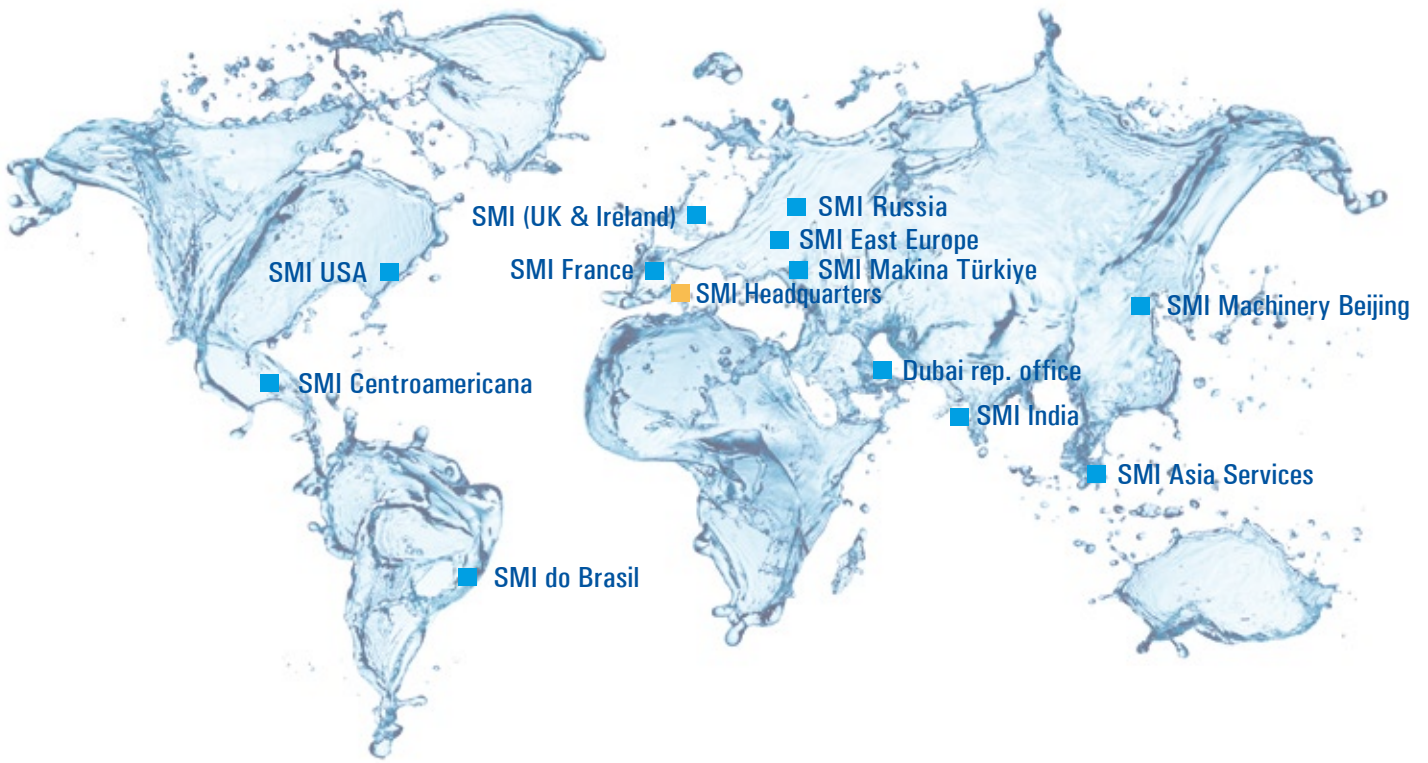 SMI (UK & Ireland)
SMI Russia
SMI East Europe
SMI USA
SMI France
SMI Makina Türkiye
SMI Headquarters
SMI Machinery Beijing
Dubai rep. office
SMI Centroamericana
SMI India
SMI Asia Services
SMI do Brasil